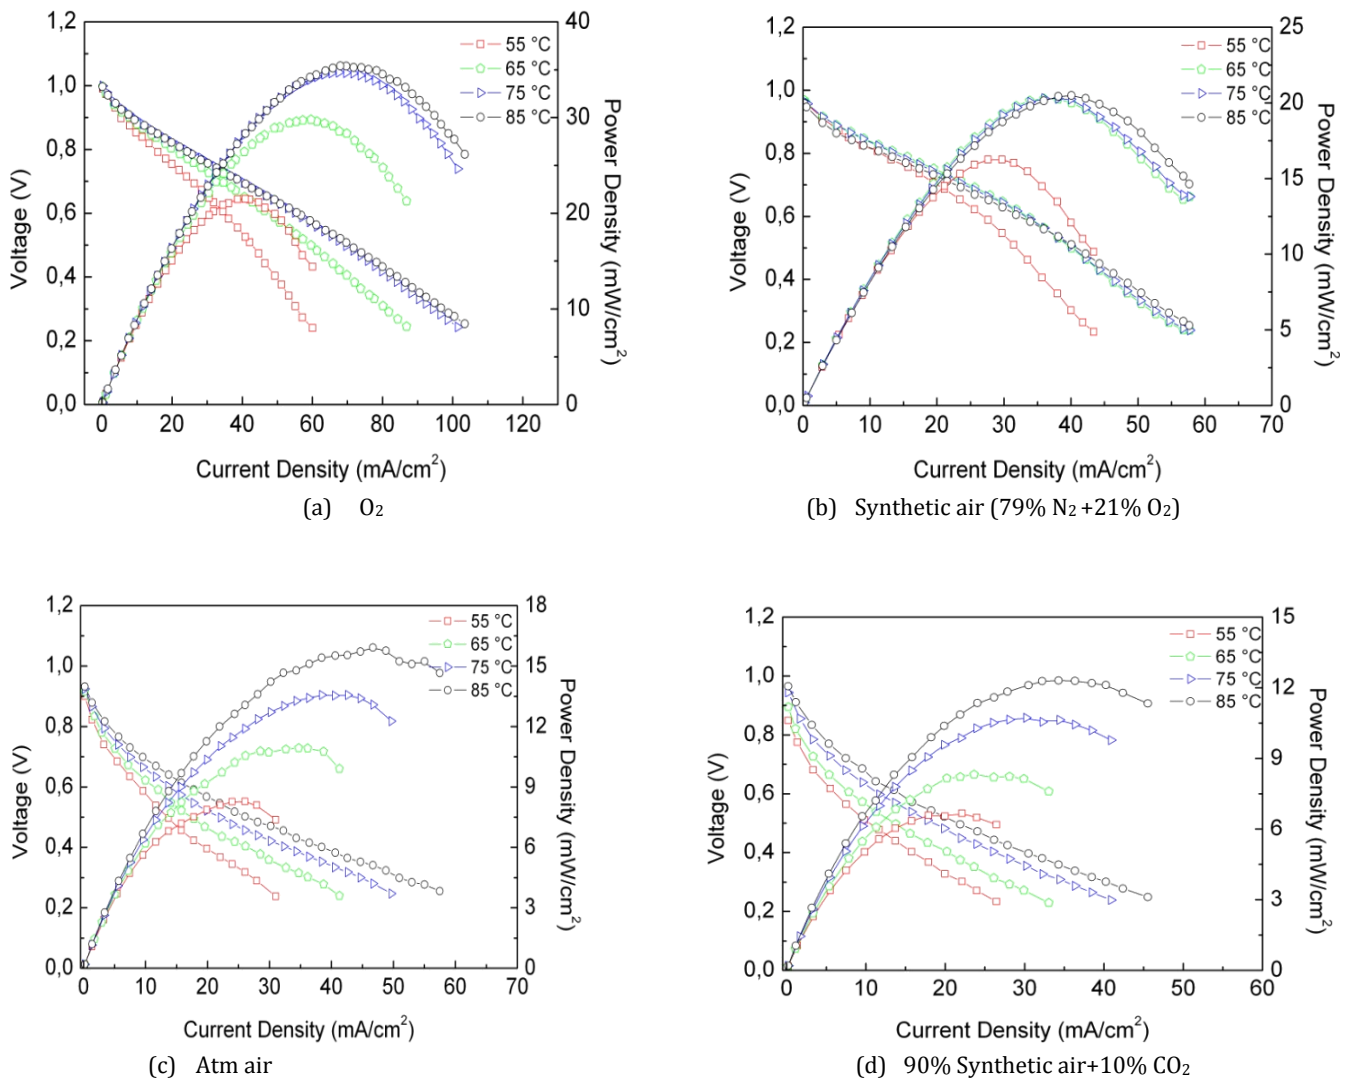 1,2
1,0
0,8
0,6
0,4
0,2
0,0
Voltage (V)
40
30
20
10
0
Power Density (mW/cm²)
55 °C
65 °C
75 °C
85 °C
0 20 40 60 80 100 120
Current Density (mA/cm²)
(a) O₂
1,2
1,0
0,8
0,6
0,4
0,2
0,0
Voltage (V)
25
20
15
10
5
0
Power Density (mW/cm²)
55 °C
65 °C
75 °C
85 °C
0 10 20 30 40 50 60 70
Current Density (mA/cm²)
(b) Synthetic air (79% N₂ +21% O₂)
1,2
1,0
0,8
0,6
0,4
0,2
0,0
Voltage (V)
18
15
12
9
6
3
0
Power Density (mW/cm²)
55 °C
65 °C
75 °C
85 °C
0 10 20 30 40 50 60 70
Current Density (mA/cm²)
(c) Atm air
1,2
1,0
0,8
0,6
0,4
0,2
0,0
Voltage (V)
15
12
9
6
3
0
Power Density (mW/cm²)
55 °C
65 °C
75 °C
85 °C
0 10 20 30 40 50 60
Current Density (mA/cm²)
(d) 90% Synthetic air+10% CO₂